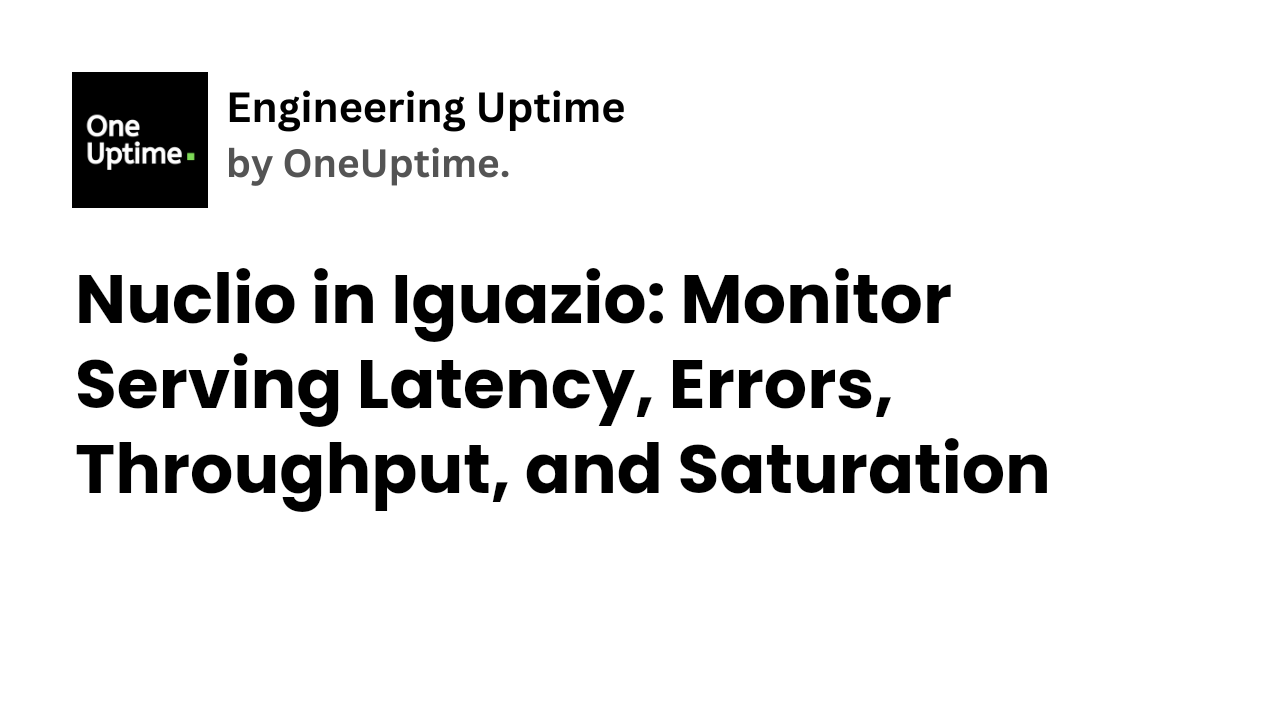 One
Uptime
Engineering Uptime
by OneUptime.
Nuclio in Iguazio: Monitor
Serving Latency, Errors,
Throughput, and Saturation